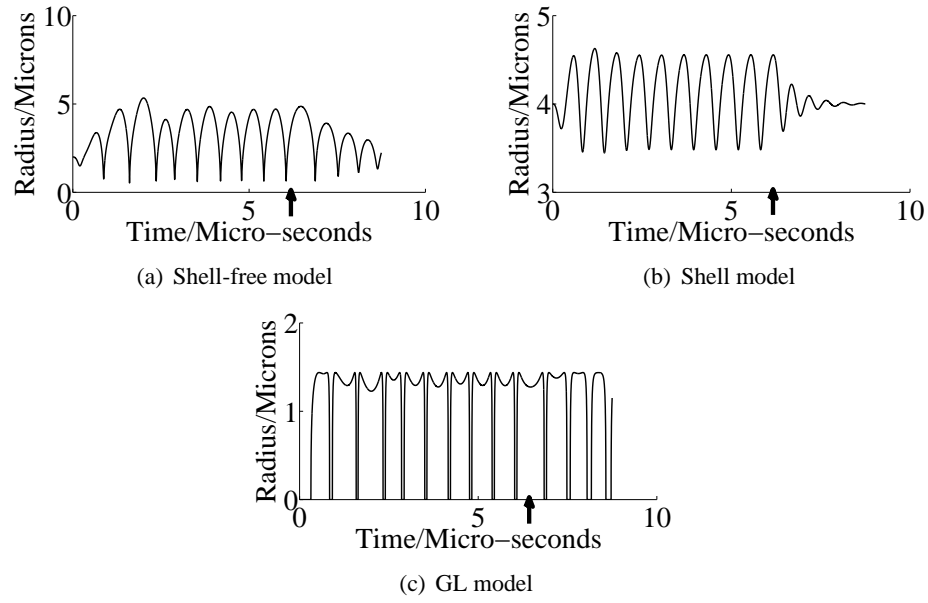 10
5
0
Radius/Microns
0
5
10
Time/Micro−seconds
(a) Shell-free model
5
4
3
Radius/Microns
0
5
10
Time/Micro−seconds
(b) Shell model
2
1
0
Radius/Microns
0
5
10
Time/Micro−seconds
(c) GL model